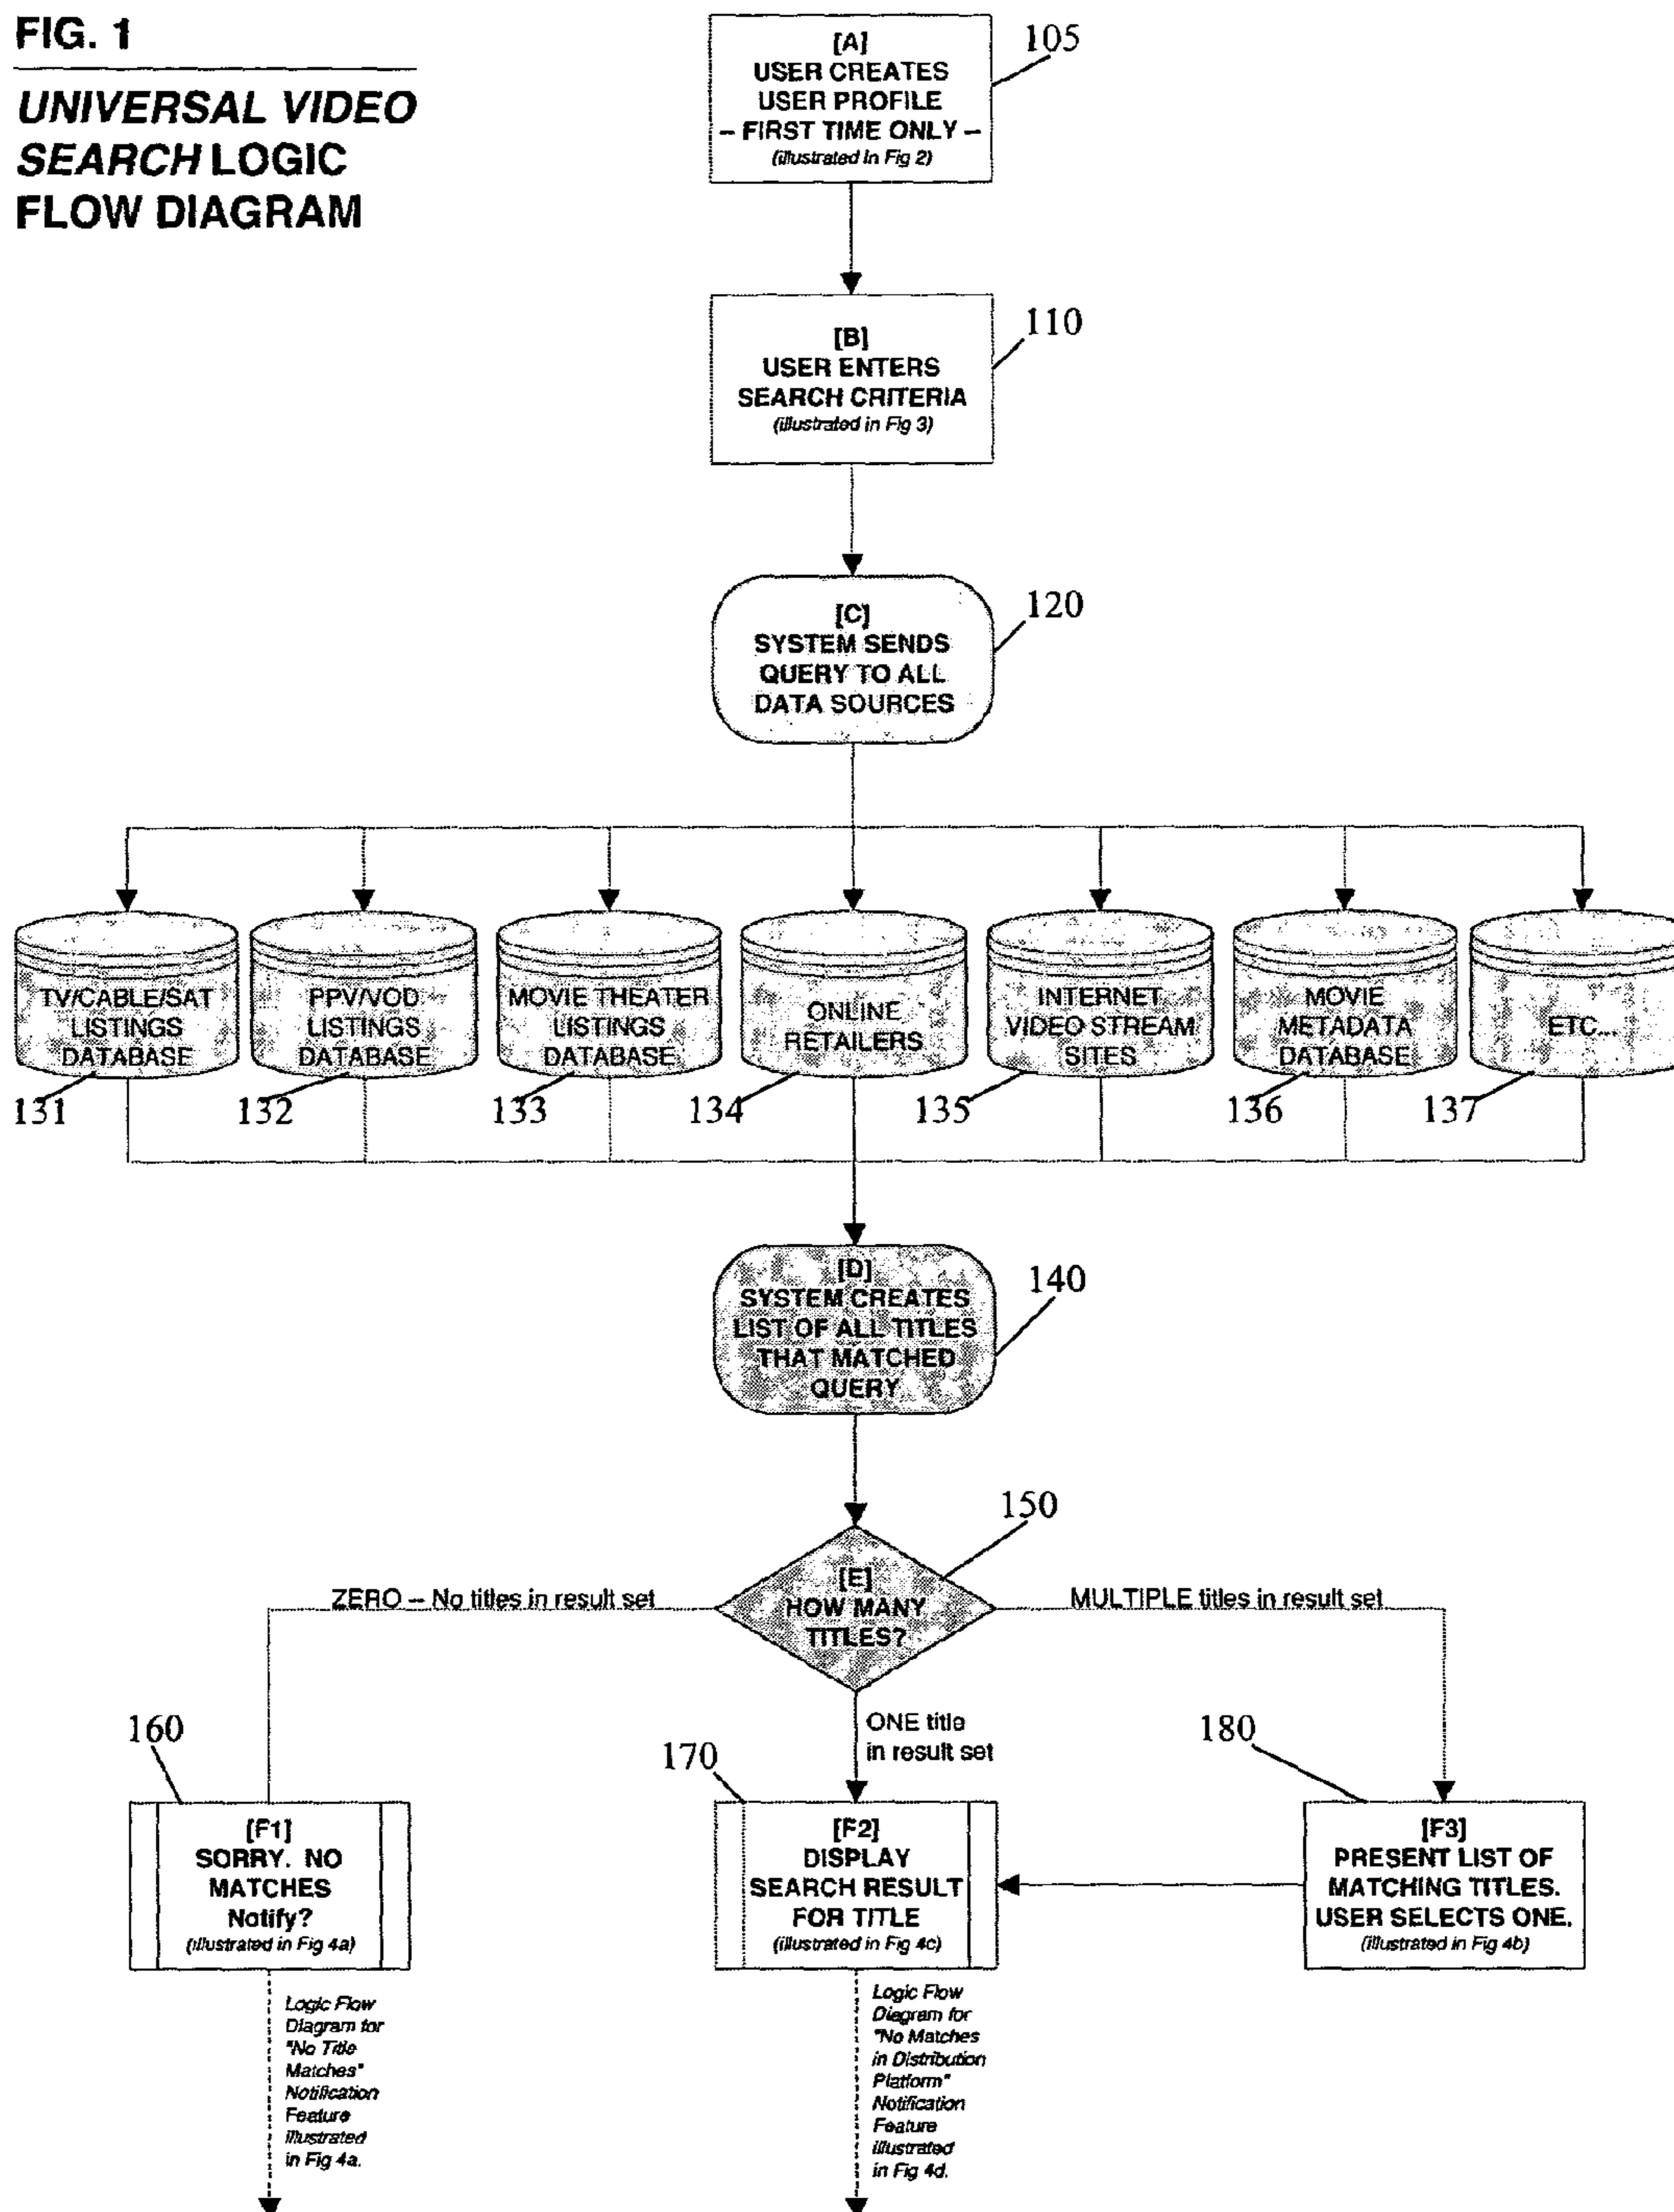 FIG. 1
UNIVERSAL VIDEO
SEARCH LOGIC
FLOW DIAGRAM
[A]
USER CREATES
USER PROFILE
– FIRST TIME ONLY –
(illustrated in Fig 2)
105
[B]
USER ENTERS
SEARCH CRITERIA
(illustrated in Fig 3)
110
[C]
SYSTEM SENDS
QUERY TO ALL
DATA SOURCES
120
TV/CABLE/SAT
LISTINGS
DATABASE
131
PPV/VOD
LISTINGS
DATABASE
132
MOVIE THEATER
LISTINGS
DATABASE
133
ONLINE
RETAILERS
134
INTERNET
VIDEO STREAM
SITES
135
MOVIE
METADATA
DATABASE
136
ETC...
137
[D]
SYSTEM CREATES
LIST OF ALL TITLES
THAT MATCHED
QUERY
140
[E]
HOW MANY
TITLES?
150
ZERO – No titles in result set
MULTIPLE titles in result set
ONE title
in result set
160
[F1]
SORRY. NO
MATCHES
Notify?
(illustrated in Fig 4a)
170
[F2]
DISPLAY
SEARCH RESULT
FOR TITLE
(illustrated in Fig 4c)
180
[F3]
PRESENT LIST OF
MATCHING TITLES.
USER SELECTS ONE.
(illustrated in Fig 4b)
Logic Flow
Diagram for
"No Title
Matches"
Notification
Feature
illustrated
in Fig 4a.
Logic Flow
Diagram for
"No Matches
in Distribution
Platform"
Notification
Feature
illustrated
in Fig 4d.